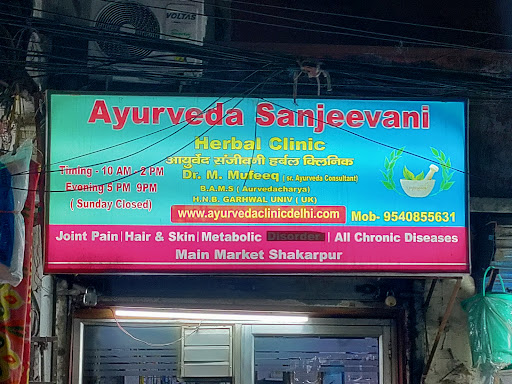 VOLTAS
Ayurveda Sanjeevani
Herbal Clinic
आयुर्वेद संजीवनी हर्बल क्लिनिक
Timing - 10 AM - 2 PM
Evening 5 PM 9PM
( Sunday Closed)
Dr. M. Mufeeq ( sr. Ayurveda Consultant)
B.A.M.S ( Aurvedacharya)
H.N.B. GARHWAL UNIV ( UK)
www.ayurvedaclinicdelhi.com
Mob- 9540855631
Joint Pain | Hair & Skin | Metabolic Disorder | All Chronic Diseases
Main Market Shakarpur